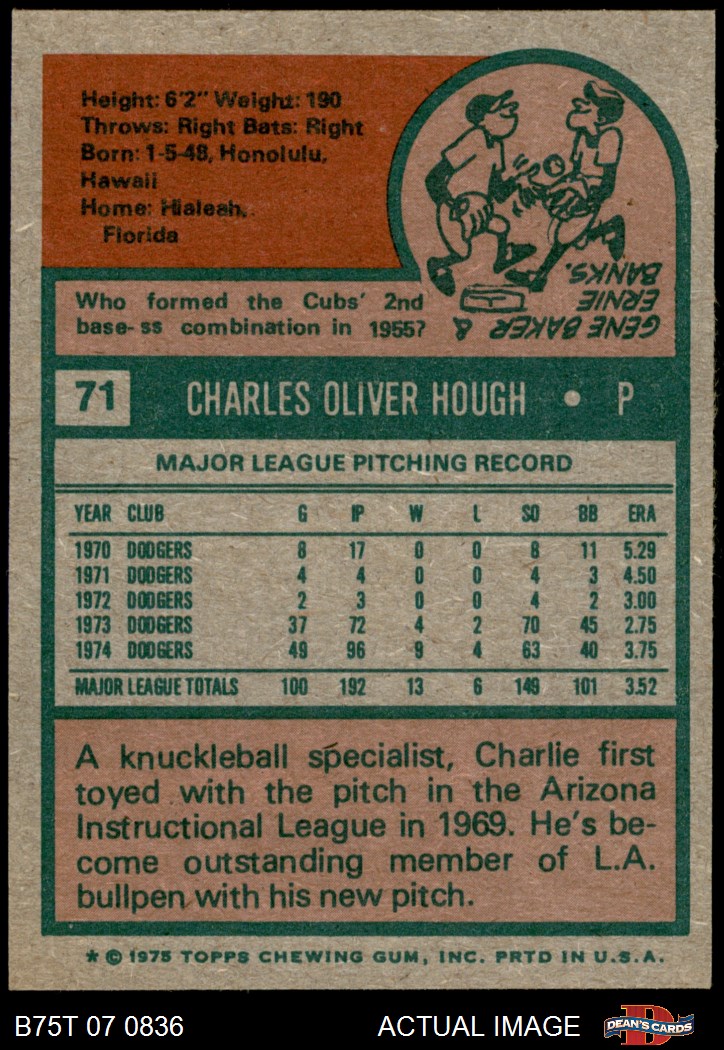 Height: 6'2" Weight: 190
Throws: Right Bats: Right
Born: 1-5-48, Honolulu,
Hawaii
Home: Hialeah,
Florida
Who formed the Cubs' 2nd
base-ss combination in 1955?
GENE BAKER &
ERNIE
BANKS.
71 CHARLES OLIVER HOUGH • P
MAJOR LEAGUE PITCHING RECORD
YEAR CLUB G IP W L SO BB ERA
1970 DODGERS 8 17 0 0 8 11 5.29
1971 DODGERS 4 4 0 0 4 3 4.50
1972 DODGERS 2 3 0 0 4 2 3.00
1973 DODGERS 37 72 4 2 70 45 2.75
1974 DODGERS 49 96 9 4 63 40 3.75
MAJOR LEAGUE TOTALS 100 192 13 6 149 101 3.52
A knuckleball specialist, Charlie first
toyed with the pitch in the Arizona
Instructional League in 1969. He's be-
come outstanding member of L.A.
bullpen with his new pitch.
* © 1975 TOPPS CHEWING GUM, INC. PRTD IN U.S.A.
B75T 07 0836 ACTUAL IMAGE DEAN'S CARDS